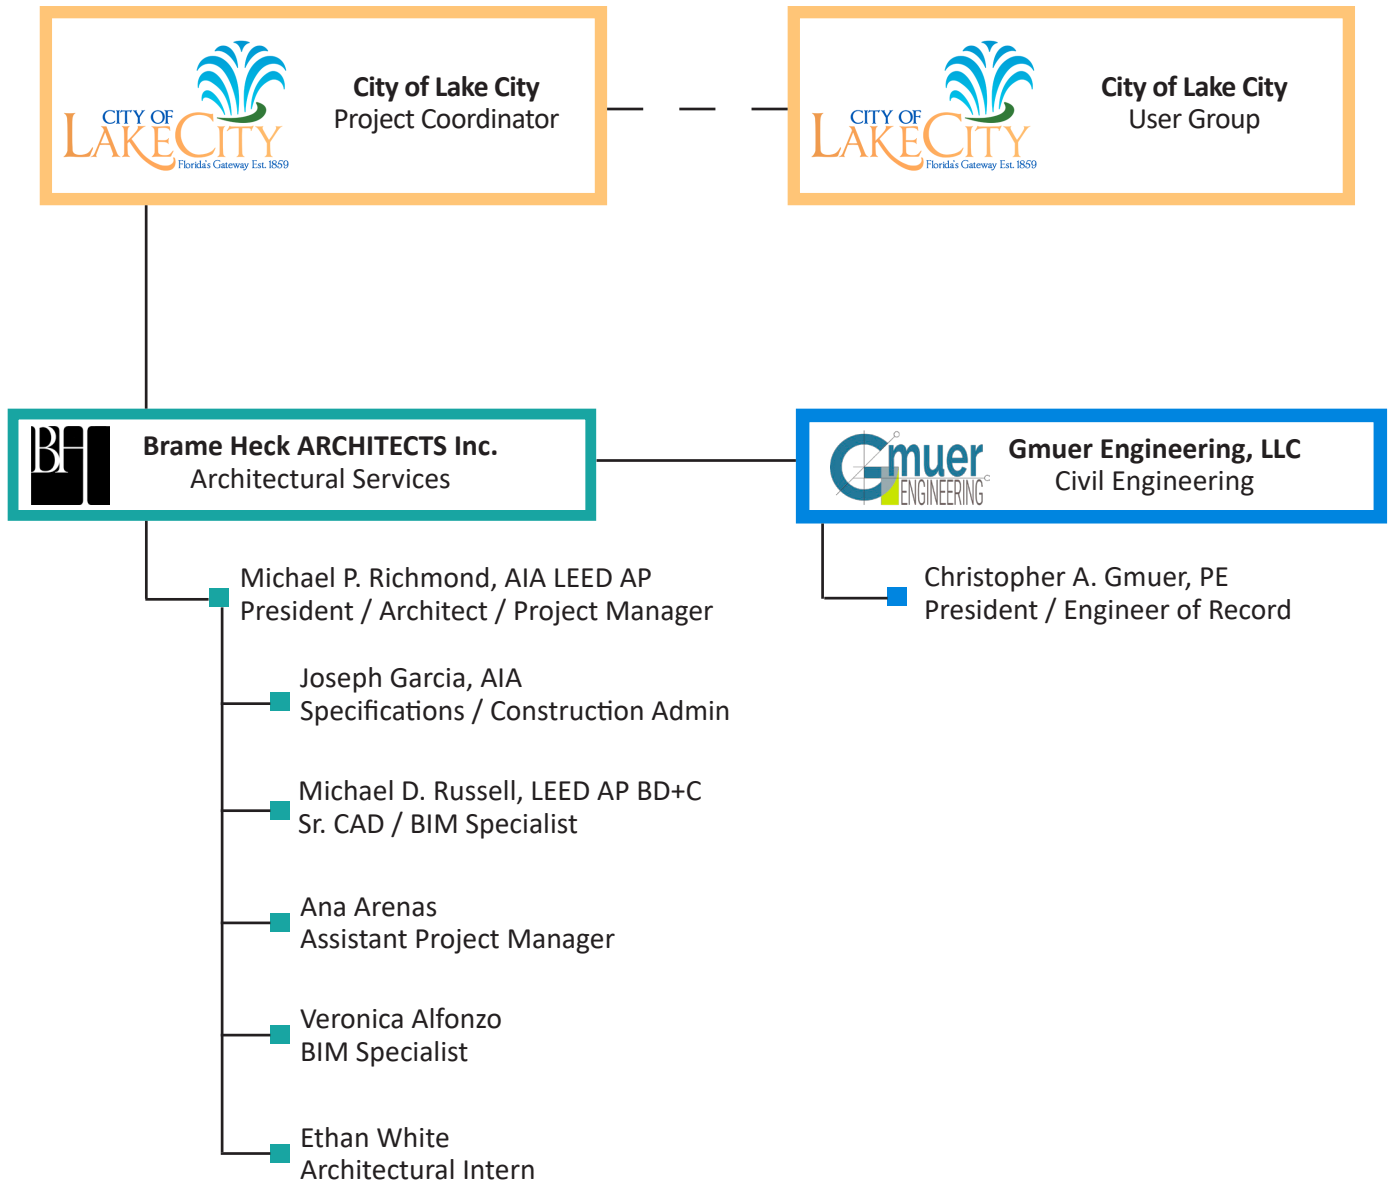 CITY OF
LAKECITY
Florida's Gateway Est. 1859
City of Lake City
Project Coordinator
CITY OF
LAKECITY
Florida's Gateway Est. 1859
City of Lake City
User Group
BH
Brame Heck ARCHITECTS Inc.
Architectural Services
Gmuer
ENGINEERING
Gmuer Engineering, LLC
Civil Engineering
Michael P. Richmond, AIA LEED AP
President / Architect / Project Manager
Christopher A. Gmuer, PE
President / Engineer of Record
Joseph Garcia, AIA
Specifications / Construction Admin
Michael D. Russell, LEED AP BD+C
Sr. CAD / BIM Specialist
Ana Arenas
Assistant Project Manager
Veronica Alfonzo
BIM Specialist
Ethan White
Architectural Intern